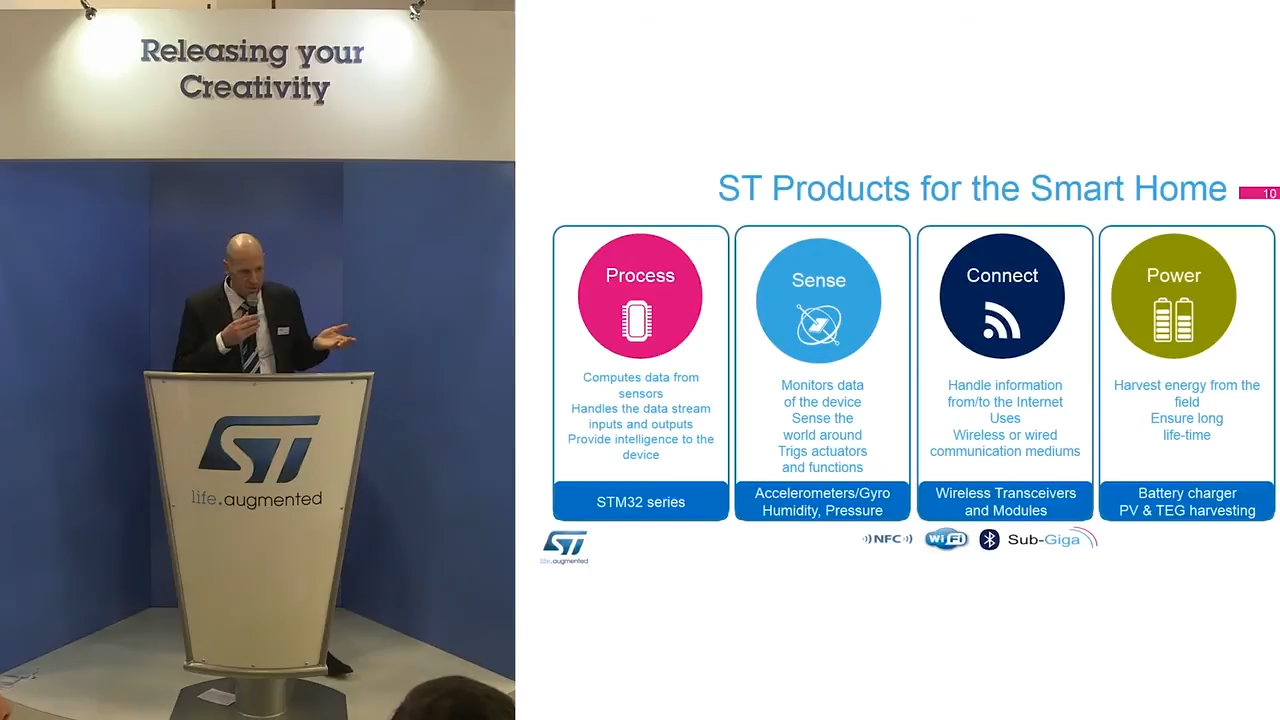 Releasing your
Creativity
ST
life.augmented
ST Products for the Smart Home
10
Process
Computes data from
sensors
Handles the data stream
inputs and outputs
Provide intelligence to the
device
STM32 series
Sense
Monitors data
of the device
Sense the
world around
Trigs actuators
and functions
Accelerometers/Gyro
Humidity, Pressure
Connect
Handle information
from/to the Internet
Uses
Wireless or wired
communication mediums
Wireless Transceivers
and Modules
Power
Harvest energy from the
field
Ensure long
life-time
Battery charger
PV & TEG harvesting
ST
life.augmented
NFC
WiFi
Sub-Giga